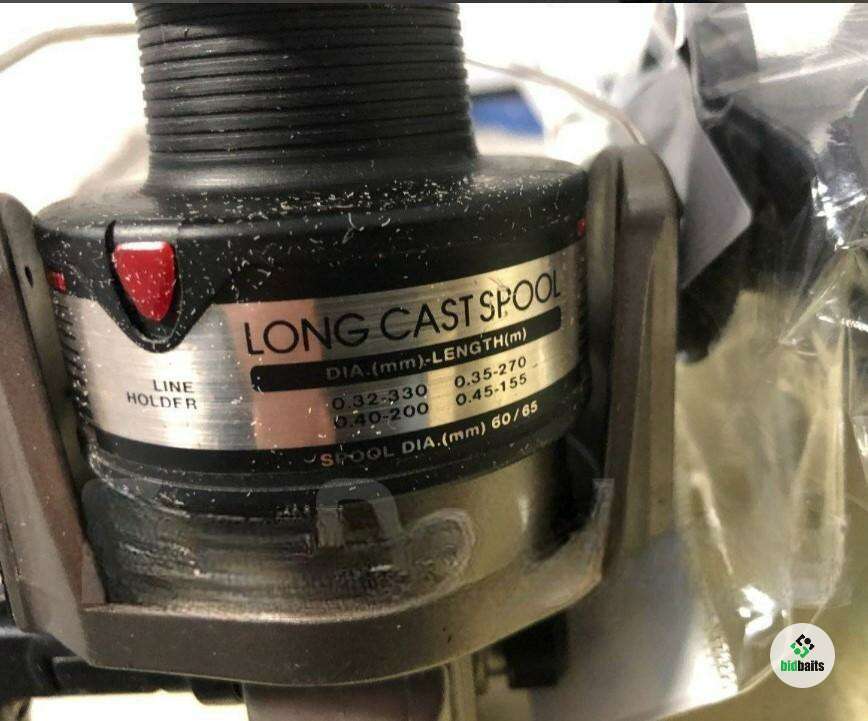 LONG CAST SPOOL
DIA.(mm)-LENGTH(m)
LINE
HOLDER
0.32-330 0.35-270
0.40-200 0.45-155
SPOOL DIA.(mm) 60/65
bidbaits